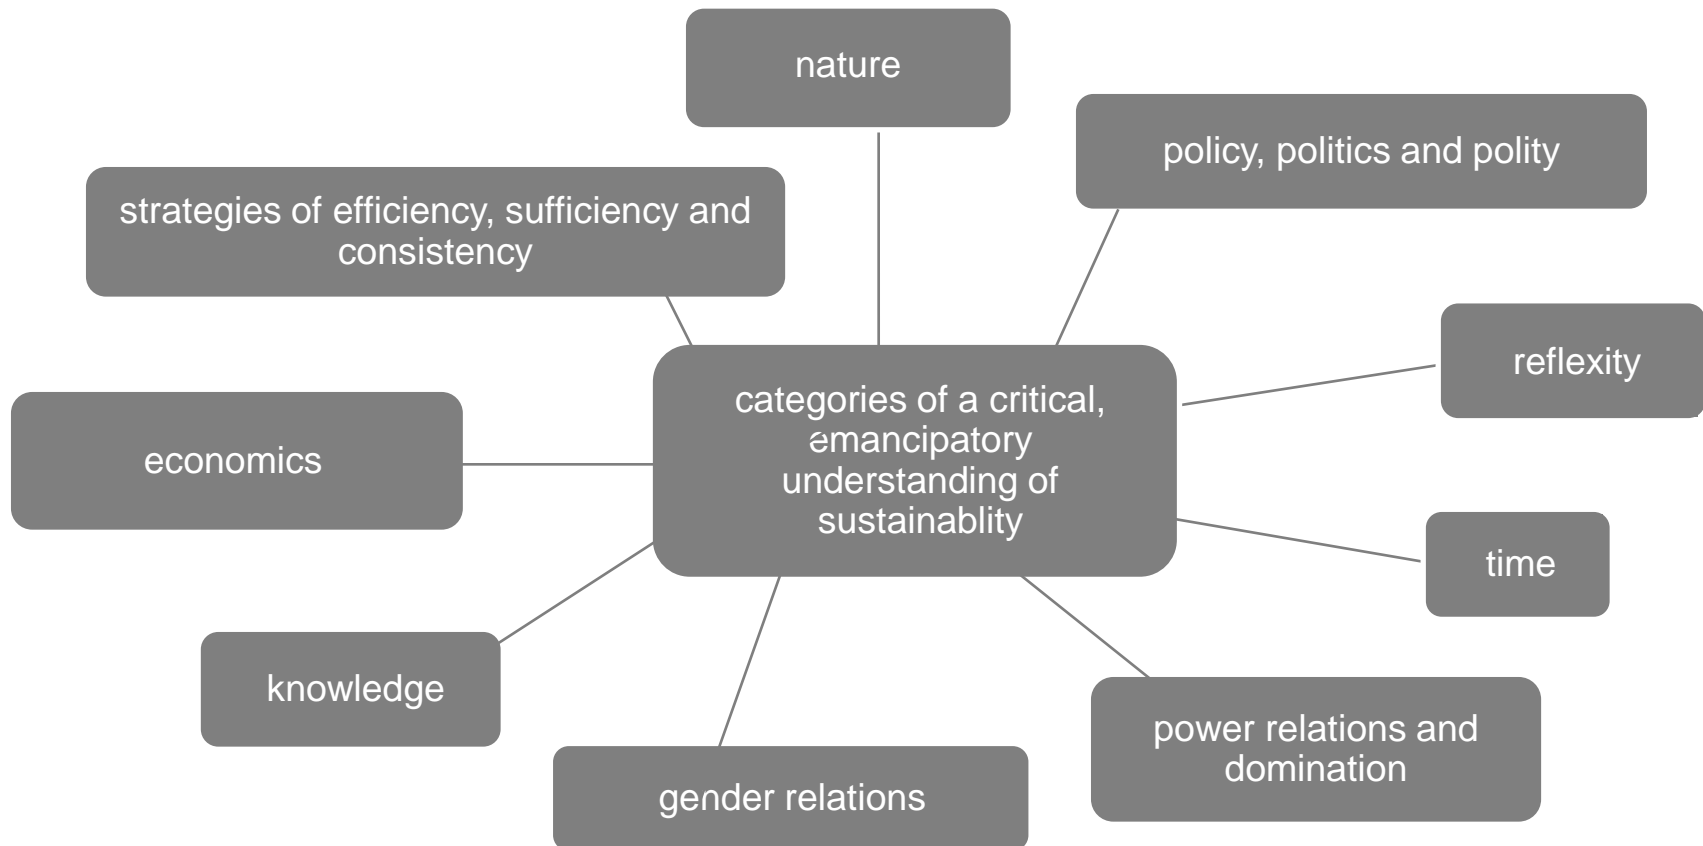 nature
policy, politics and polity
strategies of efficiency, sufficiency and
consistency
reflexity
categories of a critical,
emancipatory
understanding of
sustainablity
economics
time
knowledge
power relations and
domination
gender relations